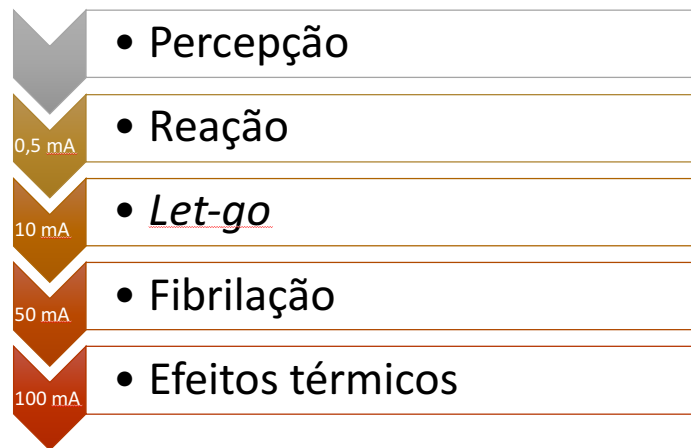 • Percepção
0,5 mA • Reação
10 mA • Let-go
50 mA • Fibrilação
100 mA • Efeitos térmicos